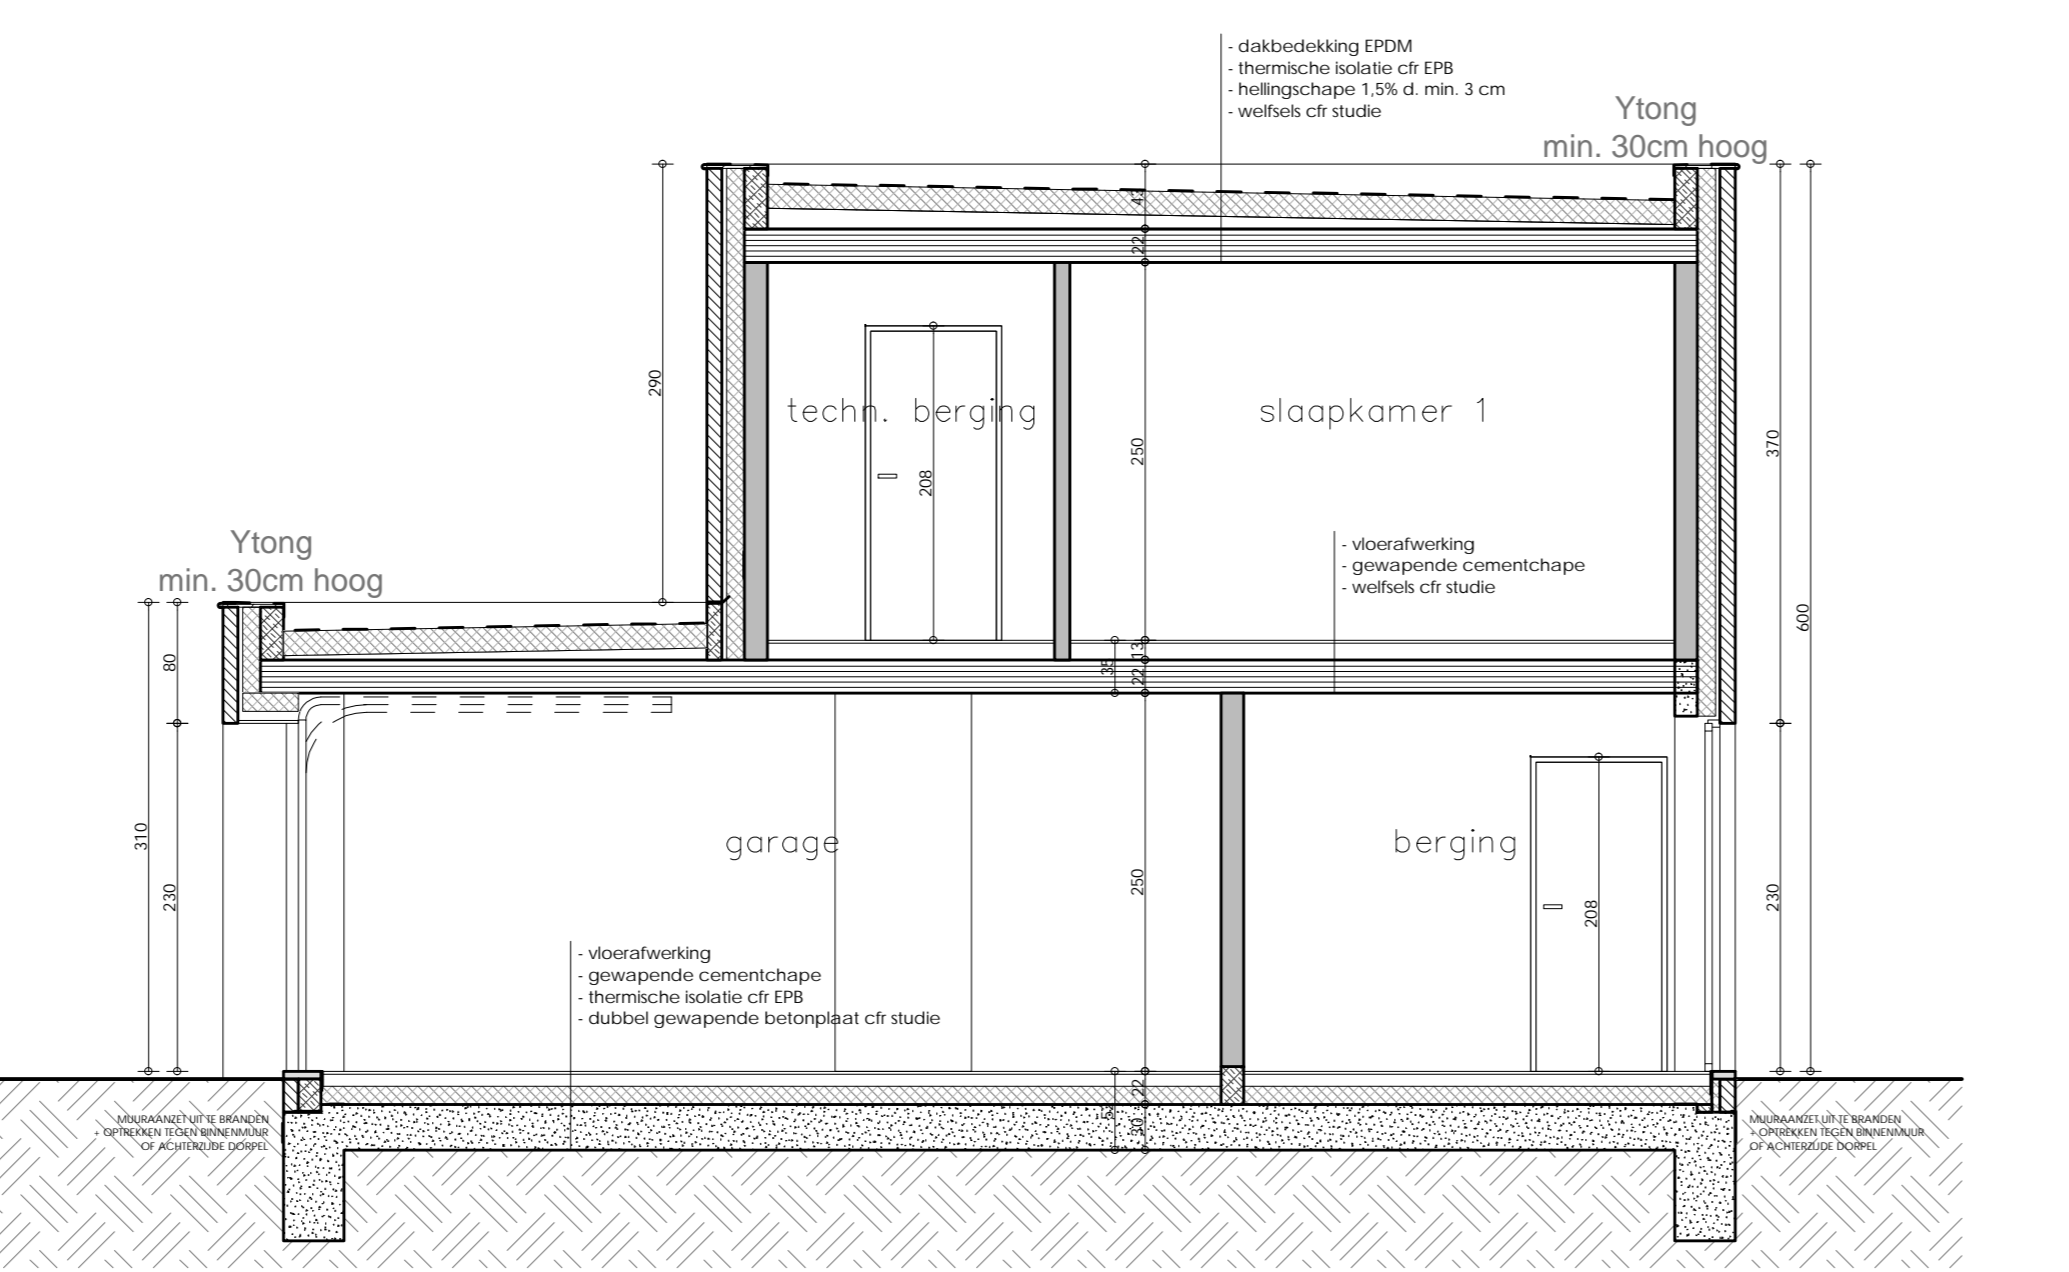 - dakbedekking EPDM
- thermische isolatie cfr EPB
- hellingschape 1,5% d. min. 3 cm
- welfsels cfr studie
Ytong
min. 30cm hoog
22
290
techn. berging
208
250
slaapkamer 1
370
600
- vloerafwerking
- gewapende cementchape
- welfsels cfr studie
Ytong
min. 30cm hoog
80
310
230
13
35
22
garage
250
berging
208
230
- vloerafwerking
- gewapende cementchape
- thermische isolatie cfr EPB
- dubbel gewapende betonplaat cfr studie
22
30
MUURAANZET UIT TE BRANDEN
+ OPTREKKEN TEGEN BINNENMUUR
OF ACHTERZIJDE DORPEL
MUURAANZET UIT TE BRANDEN
+ OPTREKKEN TEGEN BINNENMUUR
OF ACHTERZIJDE DORPEL